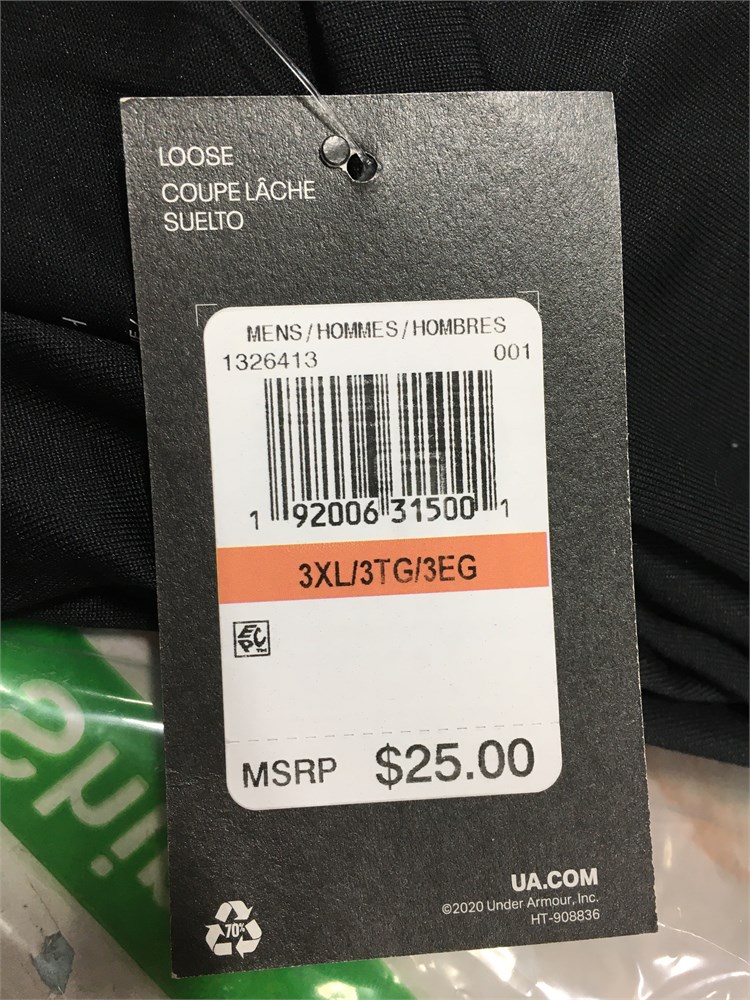 LOOSE
COUPE LÂCHE
SUELTO
MENS/HOMMES/HOMBRES
1326413 001
1 92006 31500 1
3XL/3TG/3EG
EPC™
MSRP $25.00
UA.COM
©2020 Under Armour, Inc.
HT-908836
70%